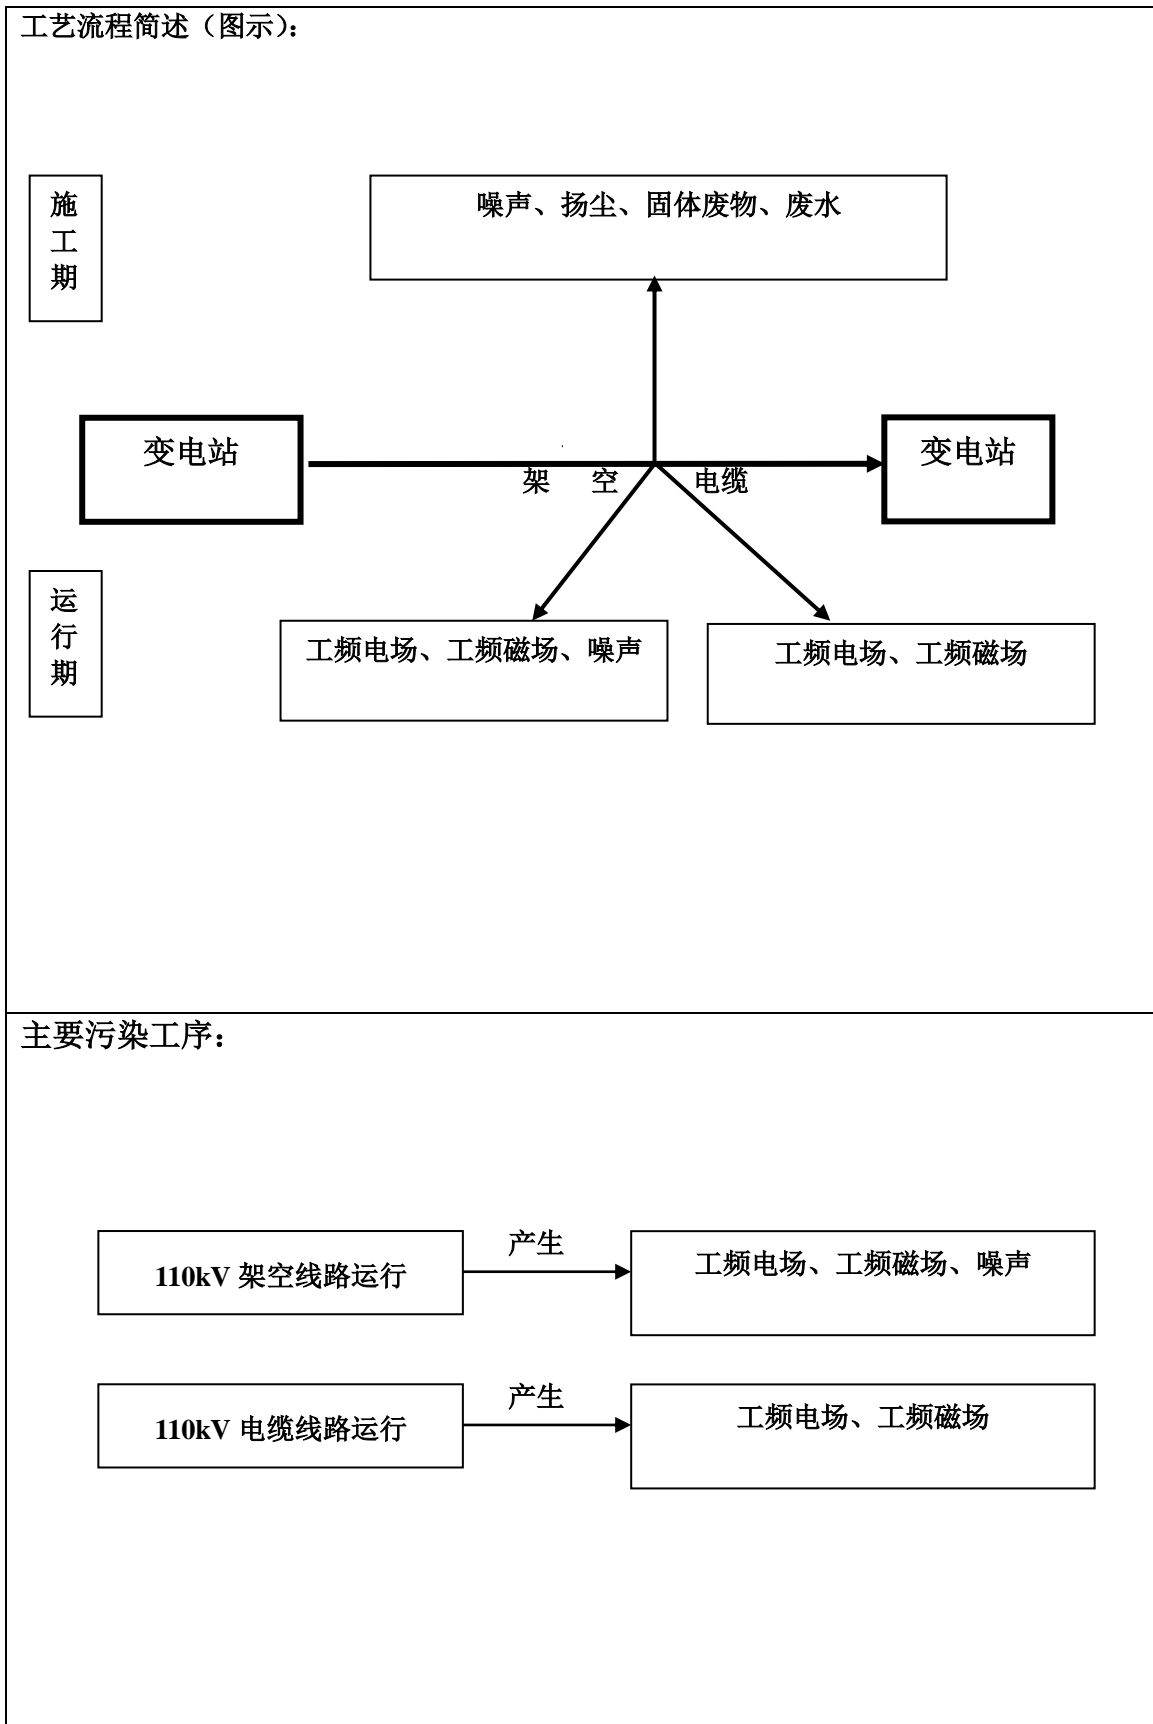 工艺流程简述（图示）：
施
工
期
噪声、扬尘、固体废物、废水
变电站
变电站
架 空 电缆
运
行
期
工频电场、工频磁场、噪声
工频电场、工频磁场
主要污染工序：
产生
110kV 架空线路运行
工频电场、工频磁场、噪声
产生
110kV 电缆线路运行
工频电场、工频磁场